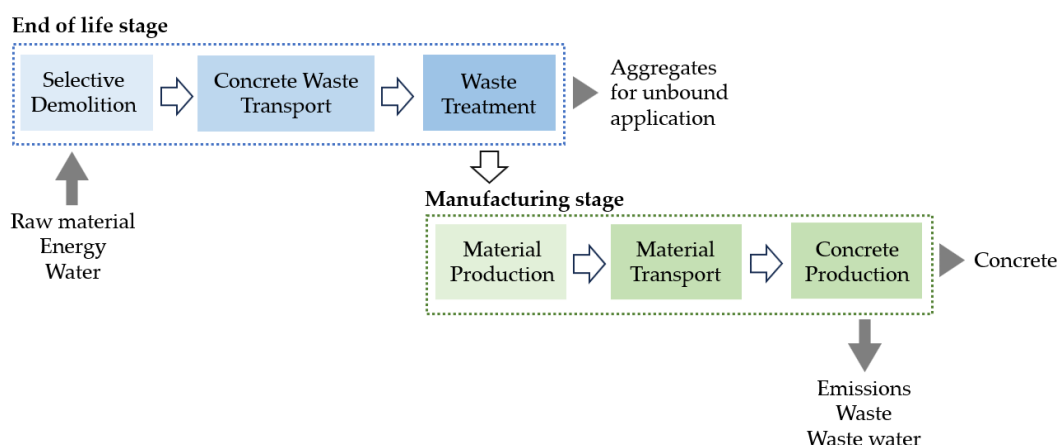 End of life stage
Selective
Demolition
Concrete Waste
Transport
Waste
Treatment
Aggregates
for unbound
application
Raw material
Energy
Water
Manufacturing stage
Material
Production
Material
Transport
Concrete
Production
Concrete
Emissions
Waste
Waste water